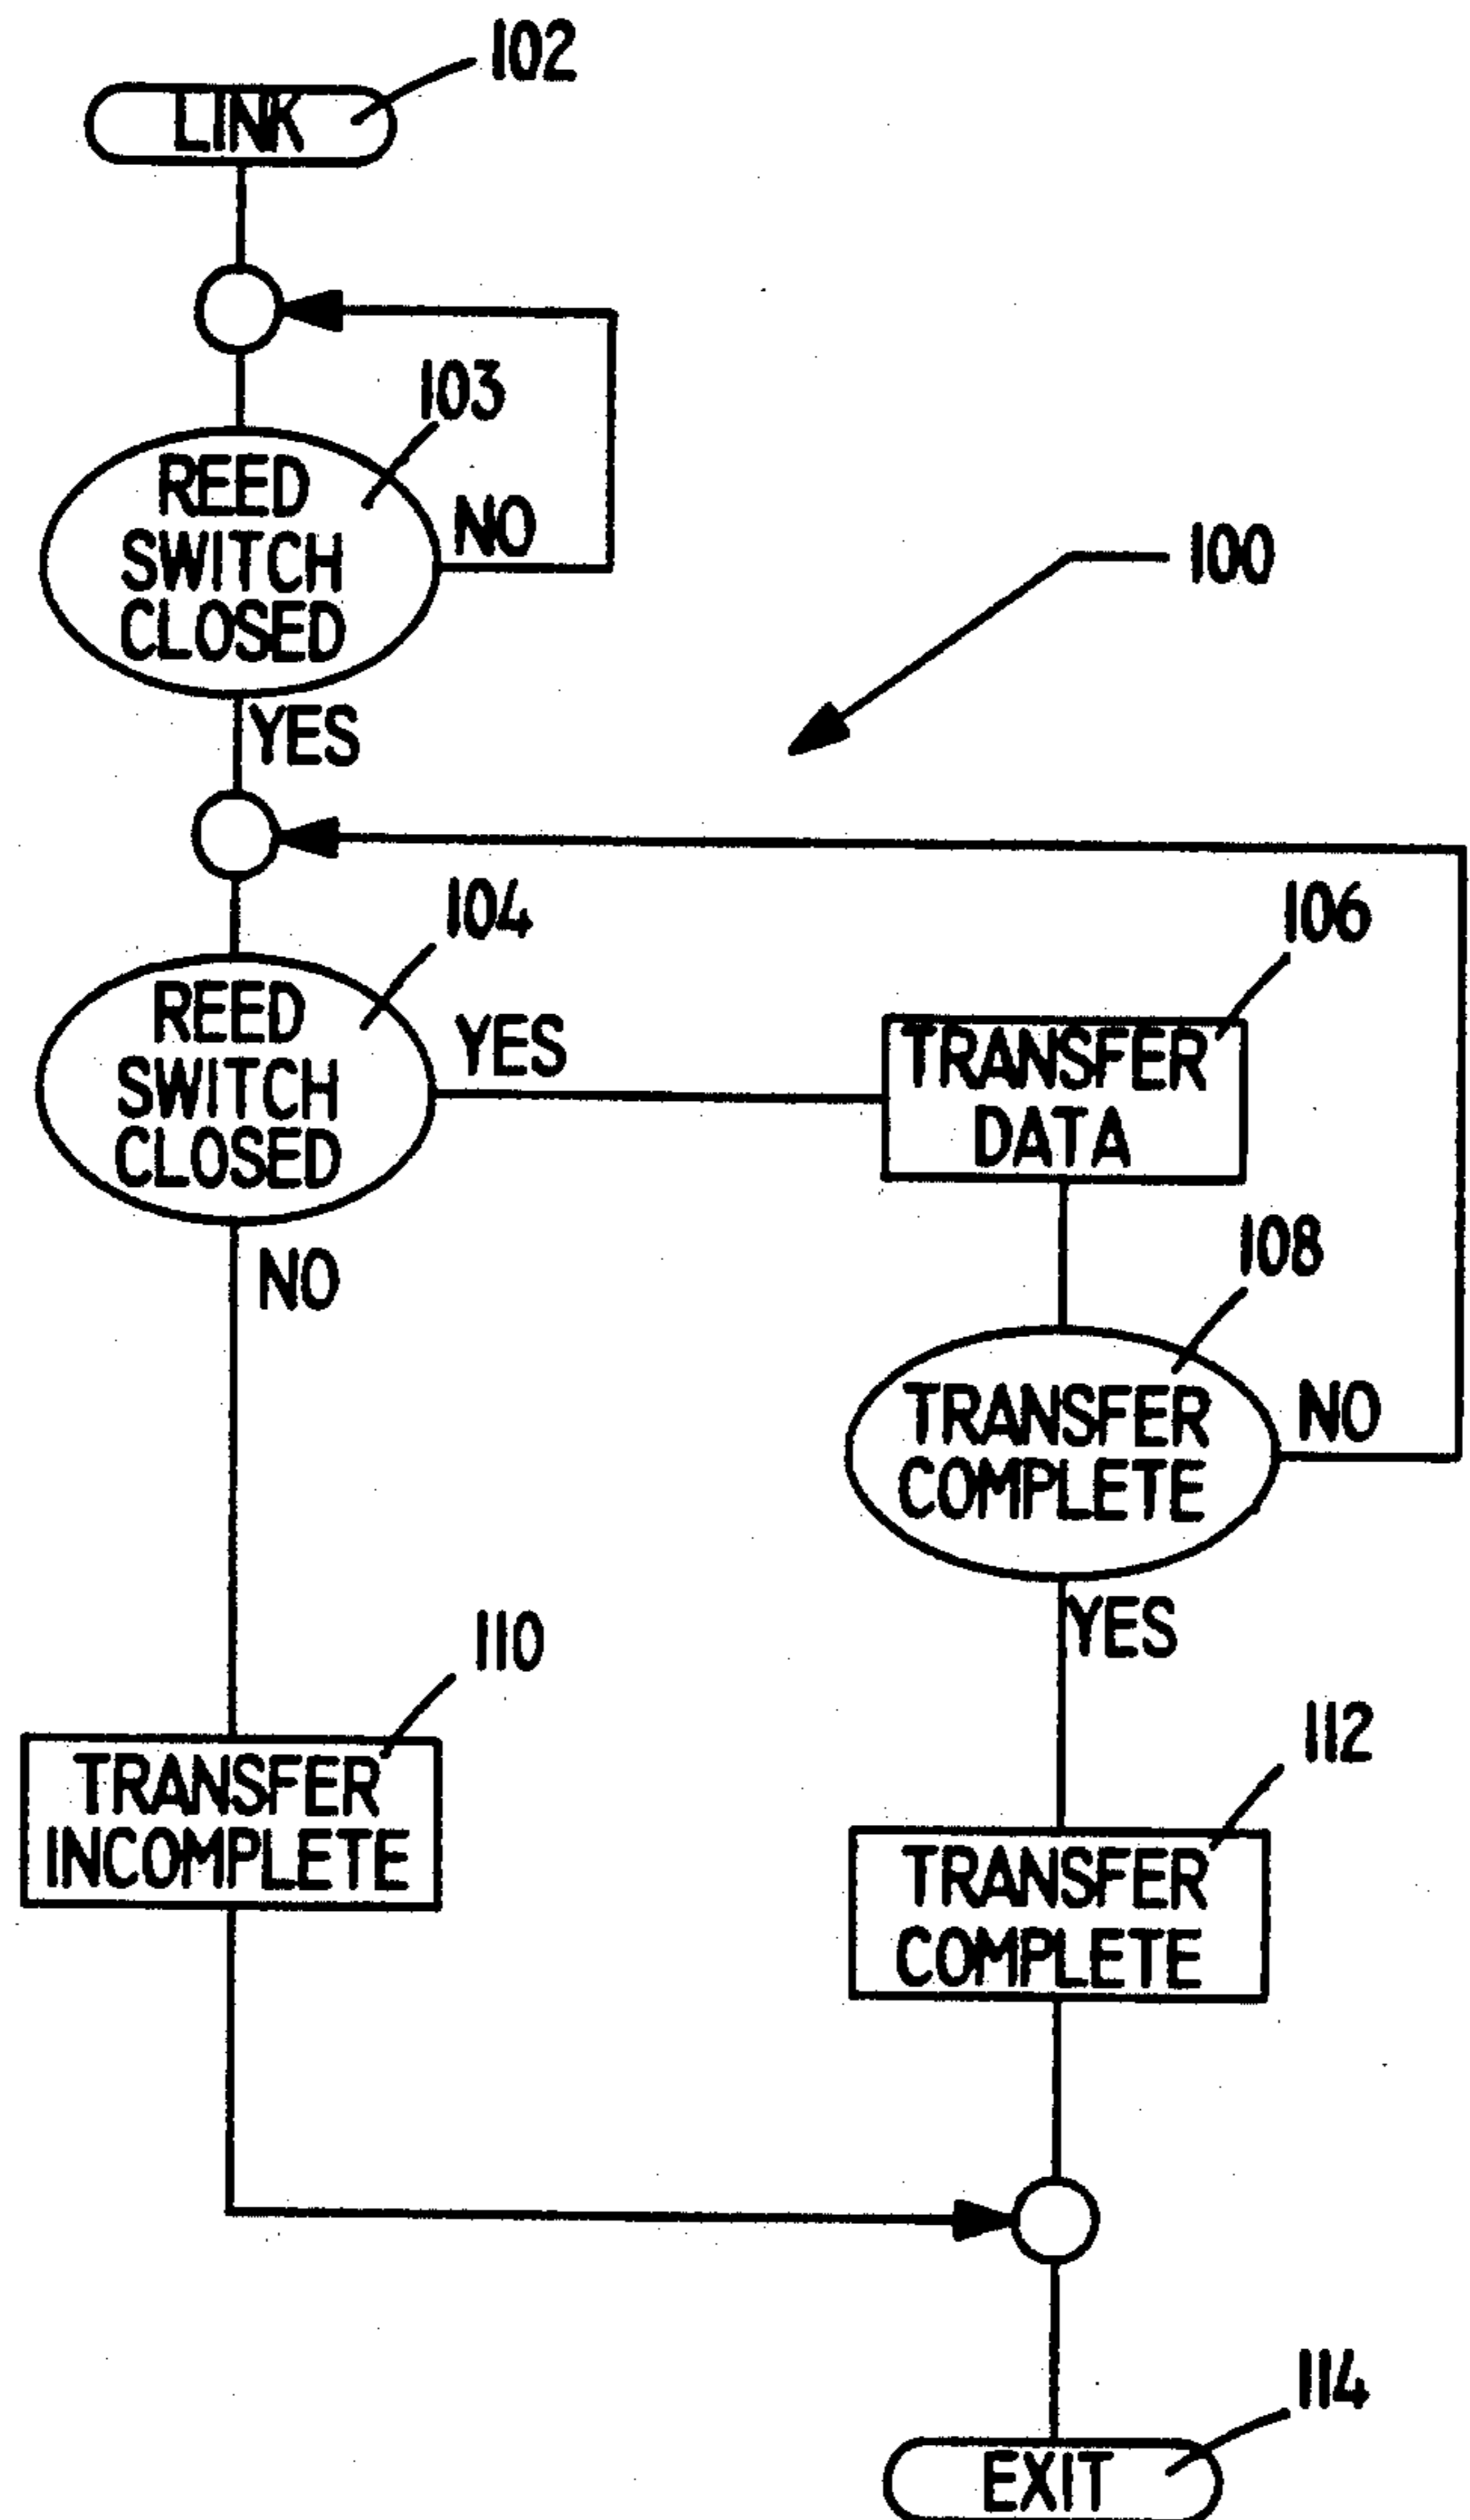 102
LINK
103
REED
SWITCH
CLOSED
NO
100
YES
104
REED
SWITCH
CLOSED
YES
106
TRANSFER
DATA
NO
108
TRANSFER
COMPLETE
NO
YES
110
TRANSFER
INCOMPLETE
112
TRANSFER
COMPLETE
114
EXIT